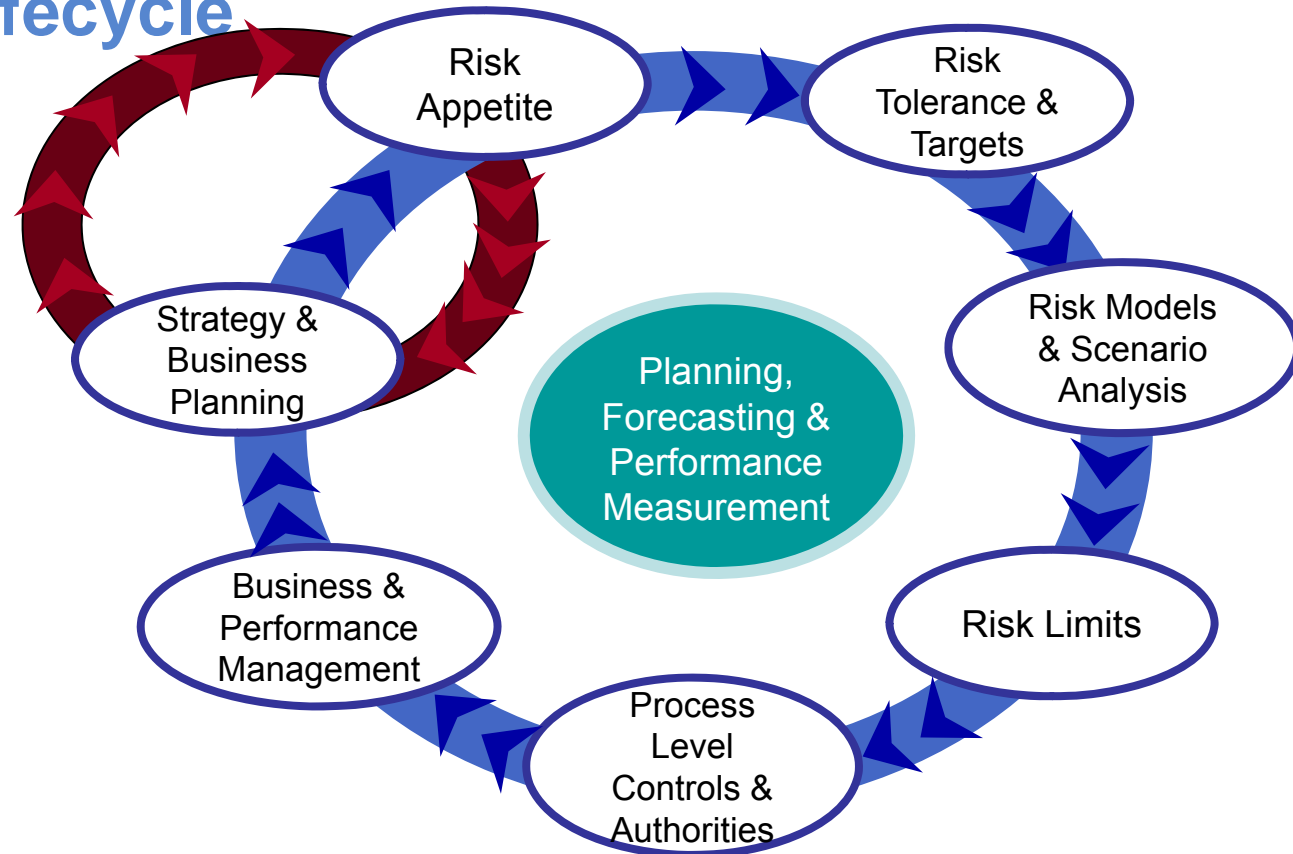 fecycle
Risk
Appetite
Risk
Tolerance &
Targets
Strategy &
Business
Planning
Risk Models
& Scenario
Analysis
Planning,
Forecasting &
Performance
Measurement
Business &
Performance
Management
Risk Limits
Process
Level
Controls &
Authorities